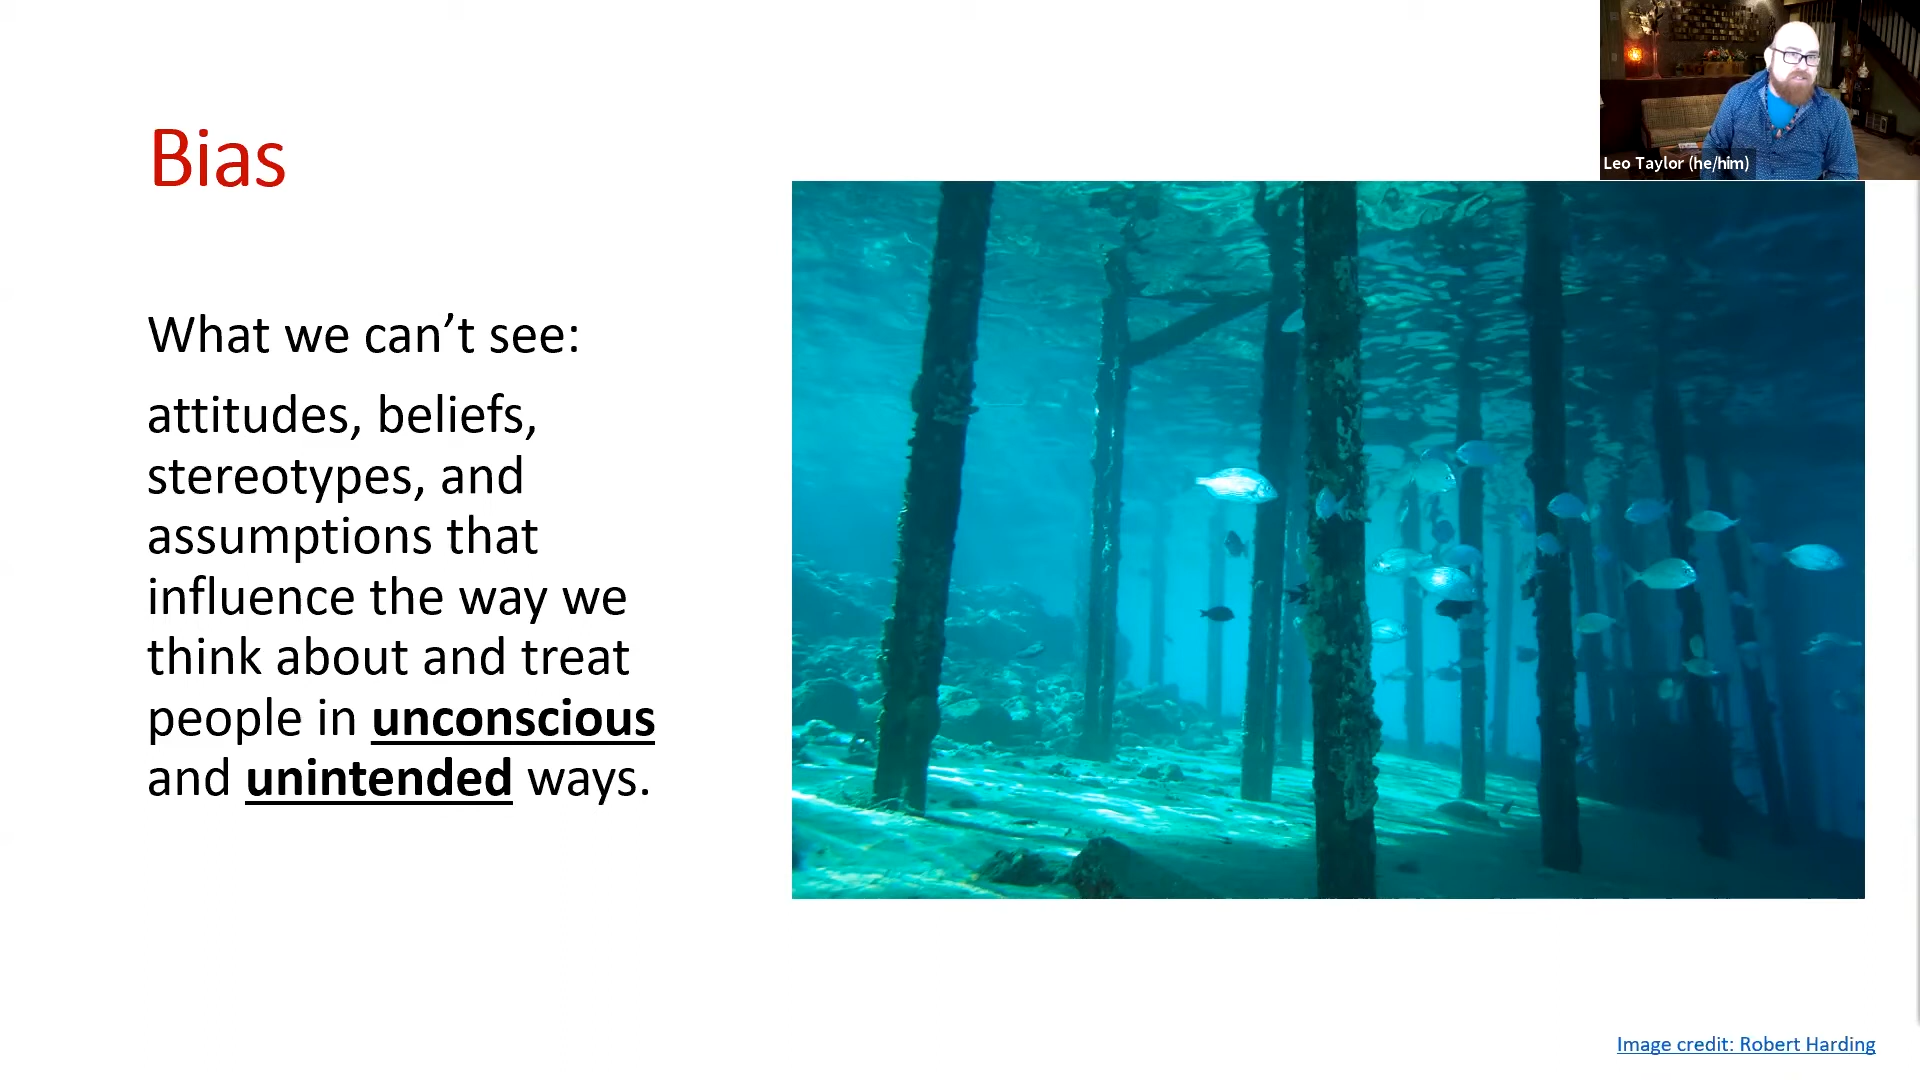 Bias
What we can’t see:
attitudes, beliefs,
stereotypes, and
assumptions that
influence the way we
think about and treat
people in unconscious
and unintended ways.
Leo Taylor (he/him)
Image credit: Robert Harding